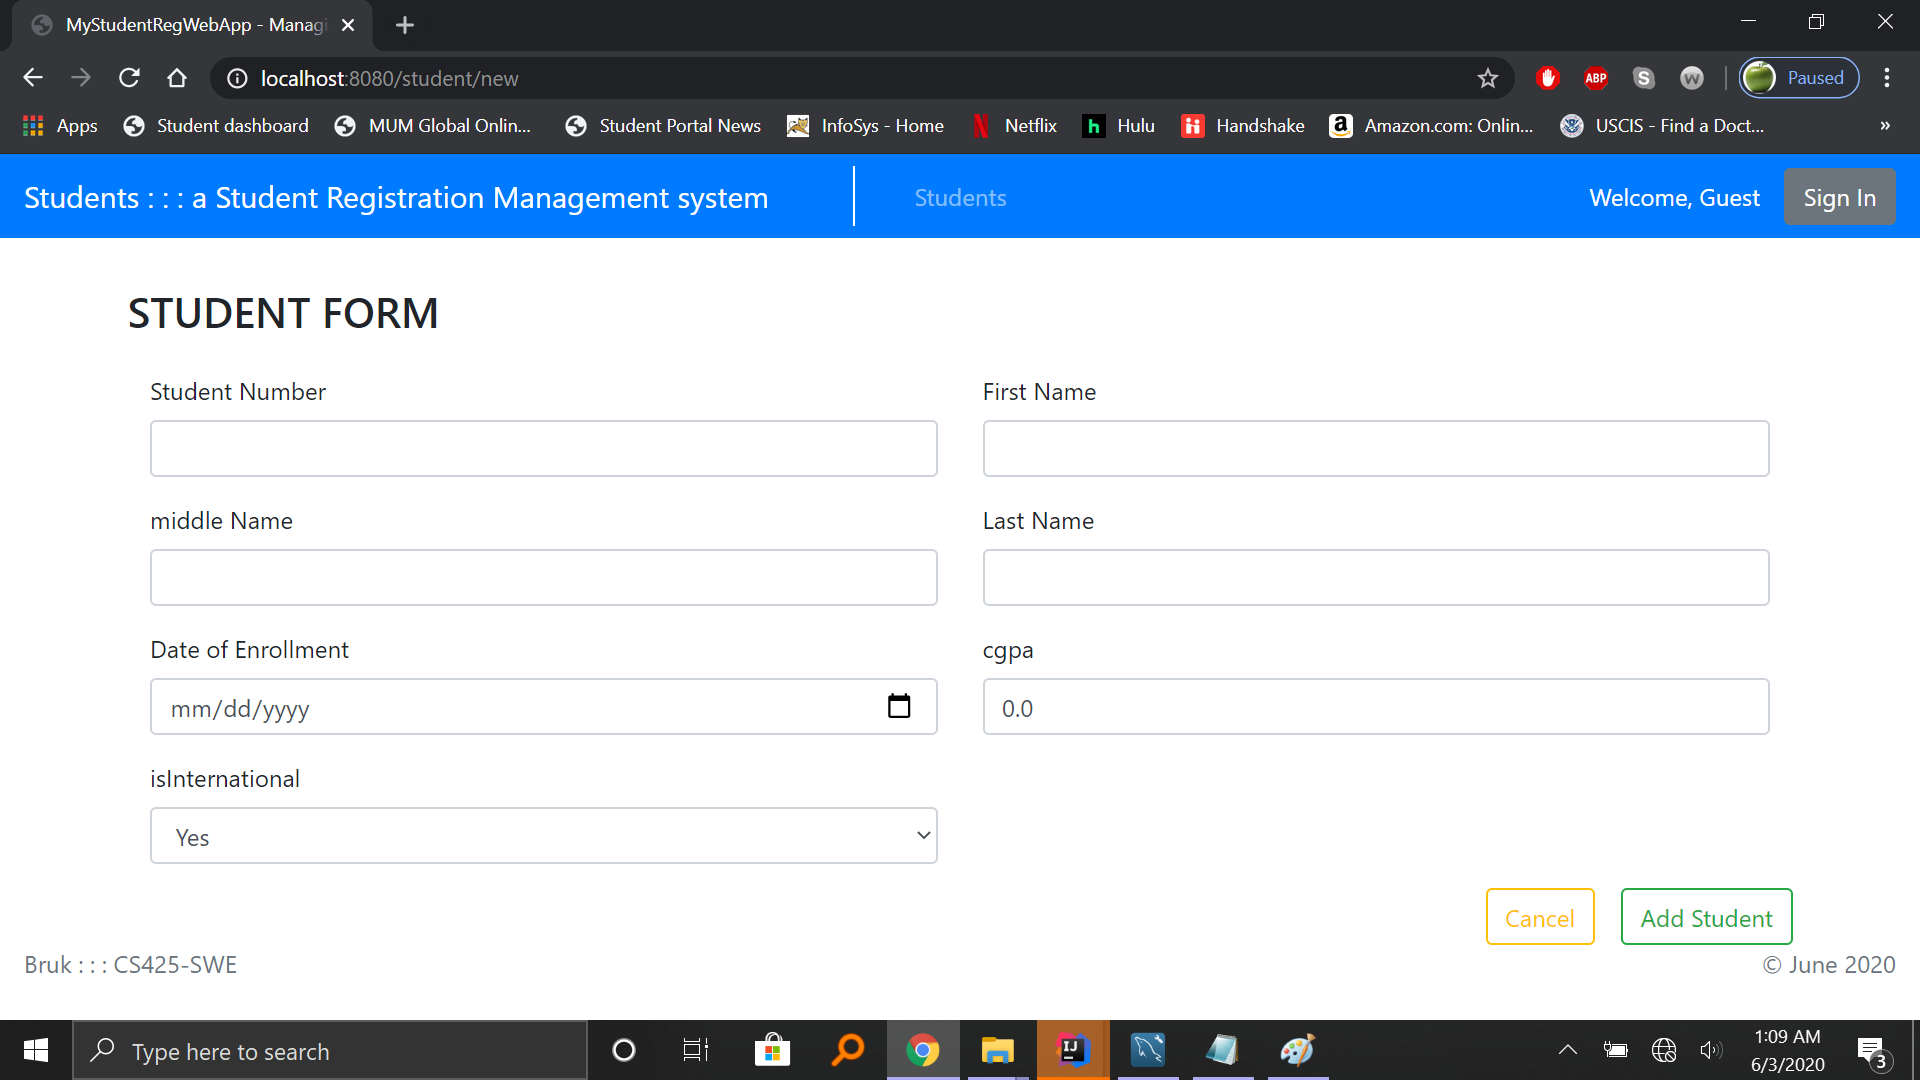 MyStudentRegWebApp - Managi
localhost:8080/student/new
ABP
S
W
Paused
Apps
Student dashboard
MUM Global Onlin...
Student Portal News
InfoSys - Home
Netflix
h
Hulu
Handshake
a
Amazon.com: Onlin...
USCIS - Find a Doct...
»
Students : : : a Student Registration Management system
Students
Welcome, Guest
Sign In
STUDENT FORM
Student Number
First Name
middle Name
Last Name
Date of Enrollment
cgpa
mm/dd/yyyy
0.0
isInternational
Yes
Cancel
Add Student
Bruk : : : CS425-SWE
© June 2020
Type here to search
IJ
1:09 AM
6/3/2020
3